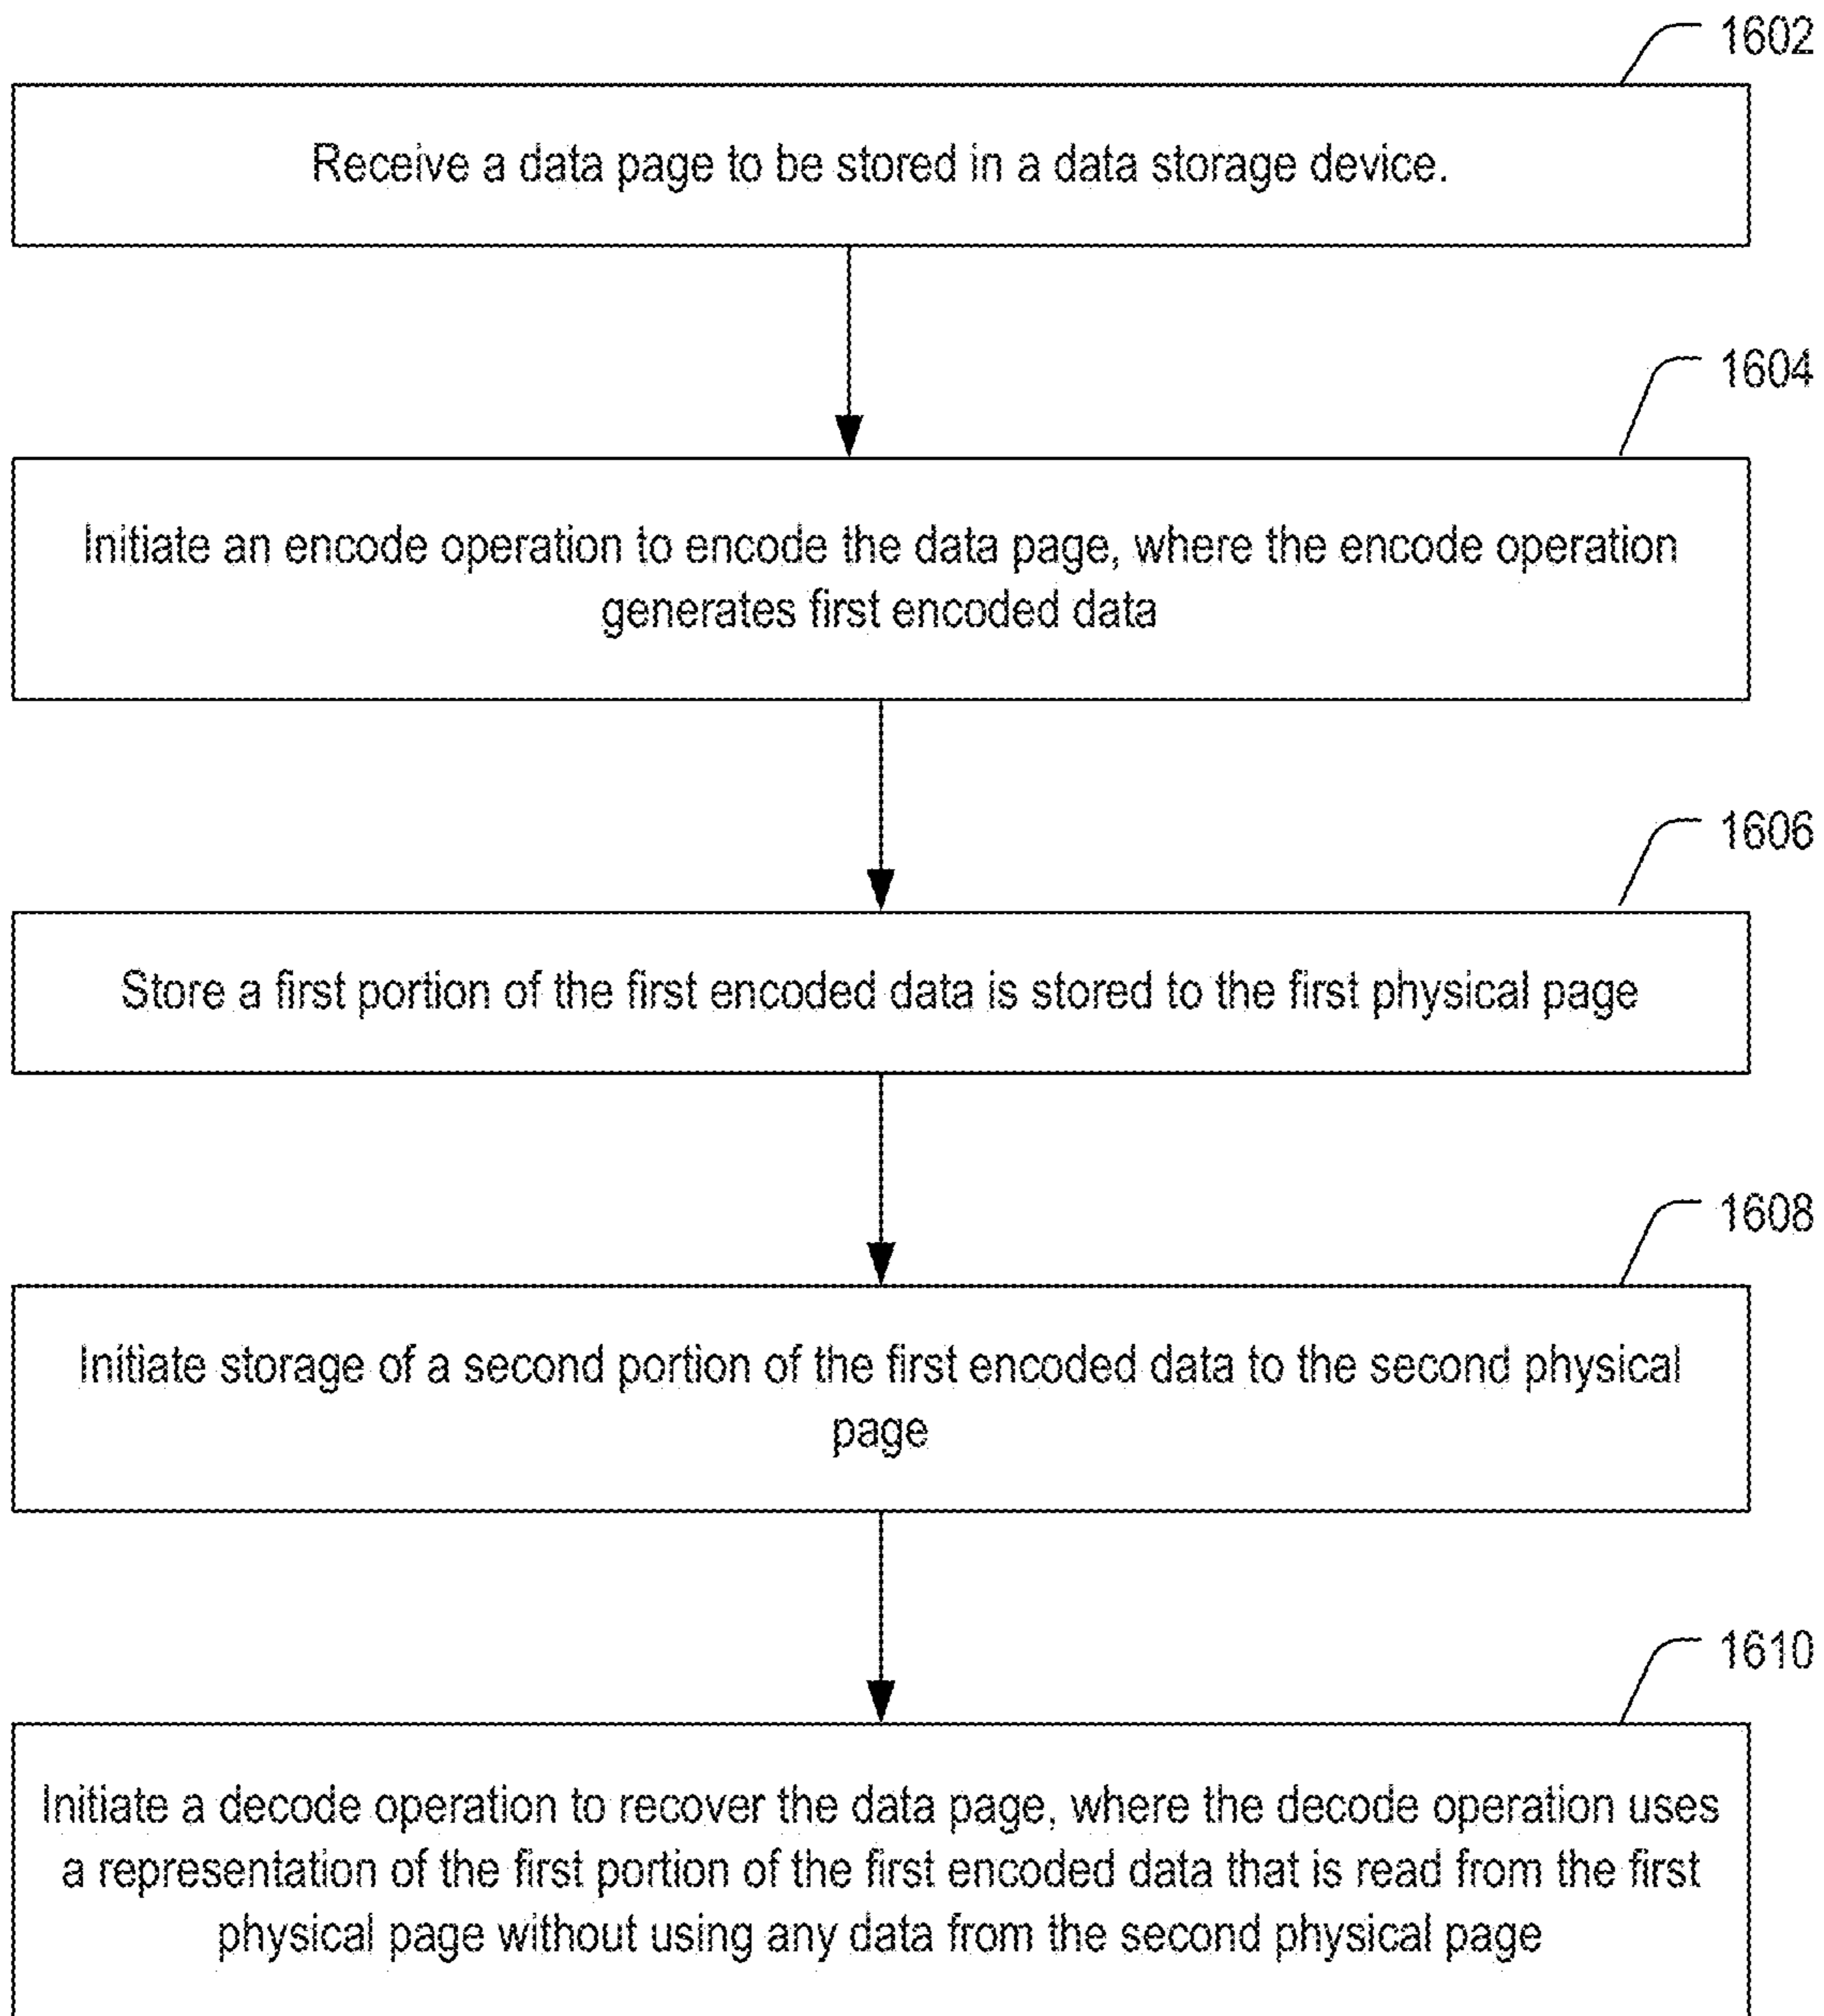 1602
Receive a data page to be stored in a data storage device.
1604
Initiate an encode operation to encode the data page, where the encode operation
generates first encoded data
1606
Store a first portion of the first encoded data is stored to the first physical page
1608
Initiate storage of a second portion of the first encoded data to the second physical
page
1610
Initiate a decode operation to recover the data page, where the decode operation uses
a representation of the first portion of the first encoded data that is read from the first
physical page without using any data from the second physical page